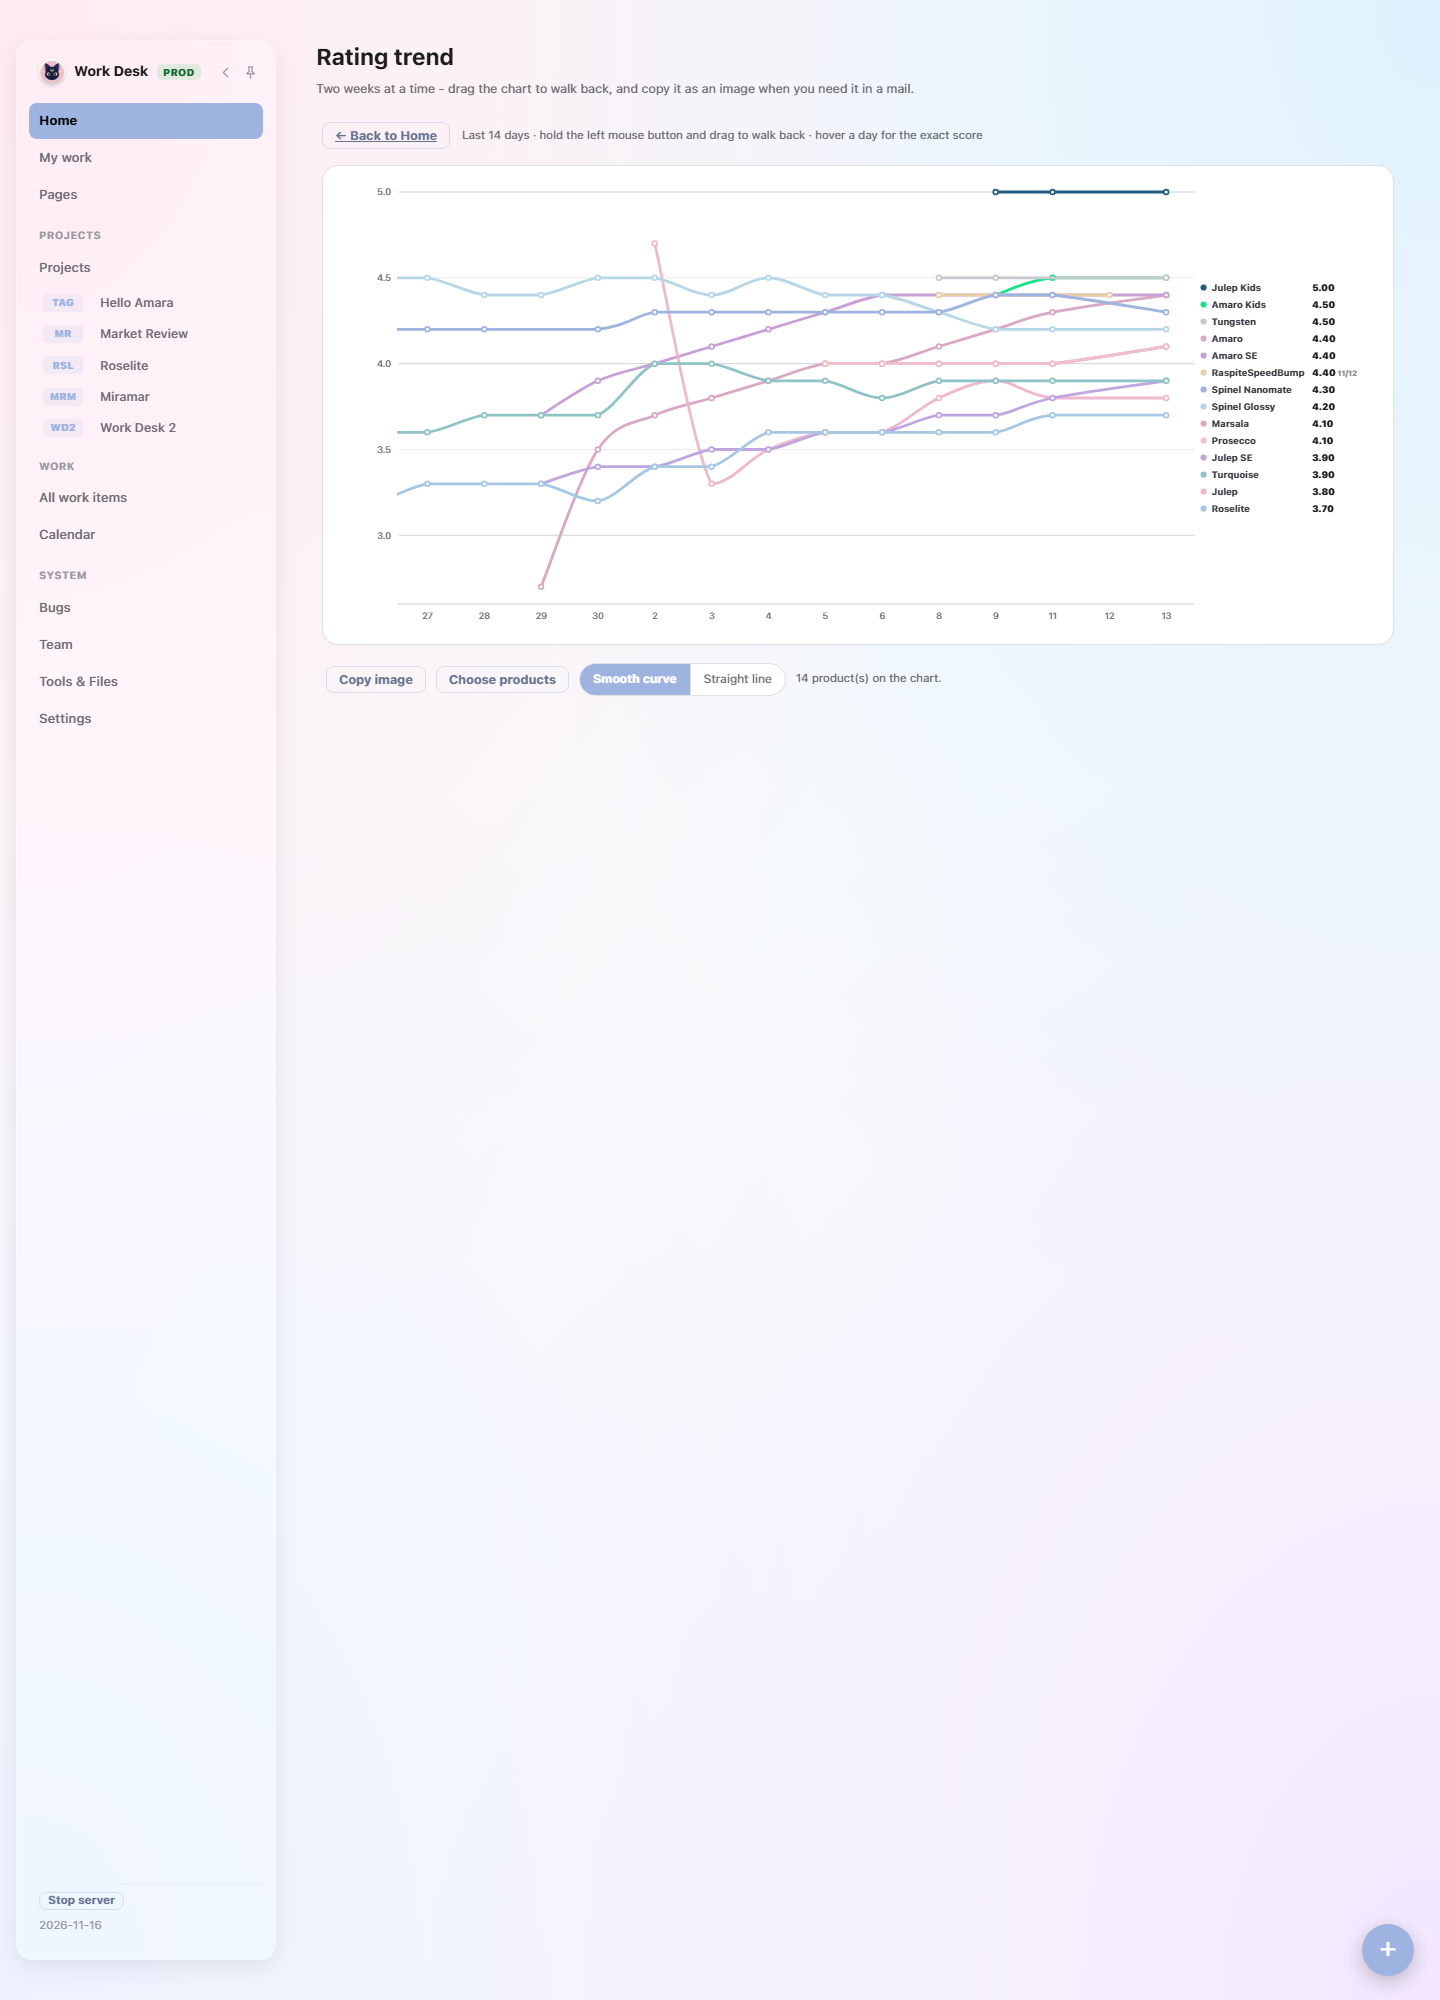 Work Desk PROD
Home
My work
Pages
PROJECTS
Projects
TAG Hello Amara
MR Market Review
RSL Roselite
MRM Miramar
WD2 Work Desk 2
WORK
All work items
Calendar
SYSTEM
Bugs
Team
Tools & Files
Settings
Stop server
2026-11-16
Rating trend
Two weeks at a time – drag the chart to walk back, and copy it as an image when you need it in a mail.
← Back to Home Last 14 days · hold the left mouse button and drag to walk back · hover a day for the exact score
5.0
4.5
4.0
3.5
3.0
27 28 29 30 2 3 4 5 6 8 9 11 12 13
Julep Kids 5.00
Amaro Kids 4.50
Tungsten 4.50
Amaro 4.40
Amaro SE 4.40
RaspiteSpeedBump 4.40 11/12
Spinel Nanomate 4.30
Spinel Glossy 4.20
Marsala 4.10
Prosecco 4.10
Julep SE 3.90
Turquoise 3.90
Julep 3.80
Roselite 3.70
Copy image Choose products Smooth curve Straight line 14 product(s) on the chart.
+